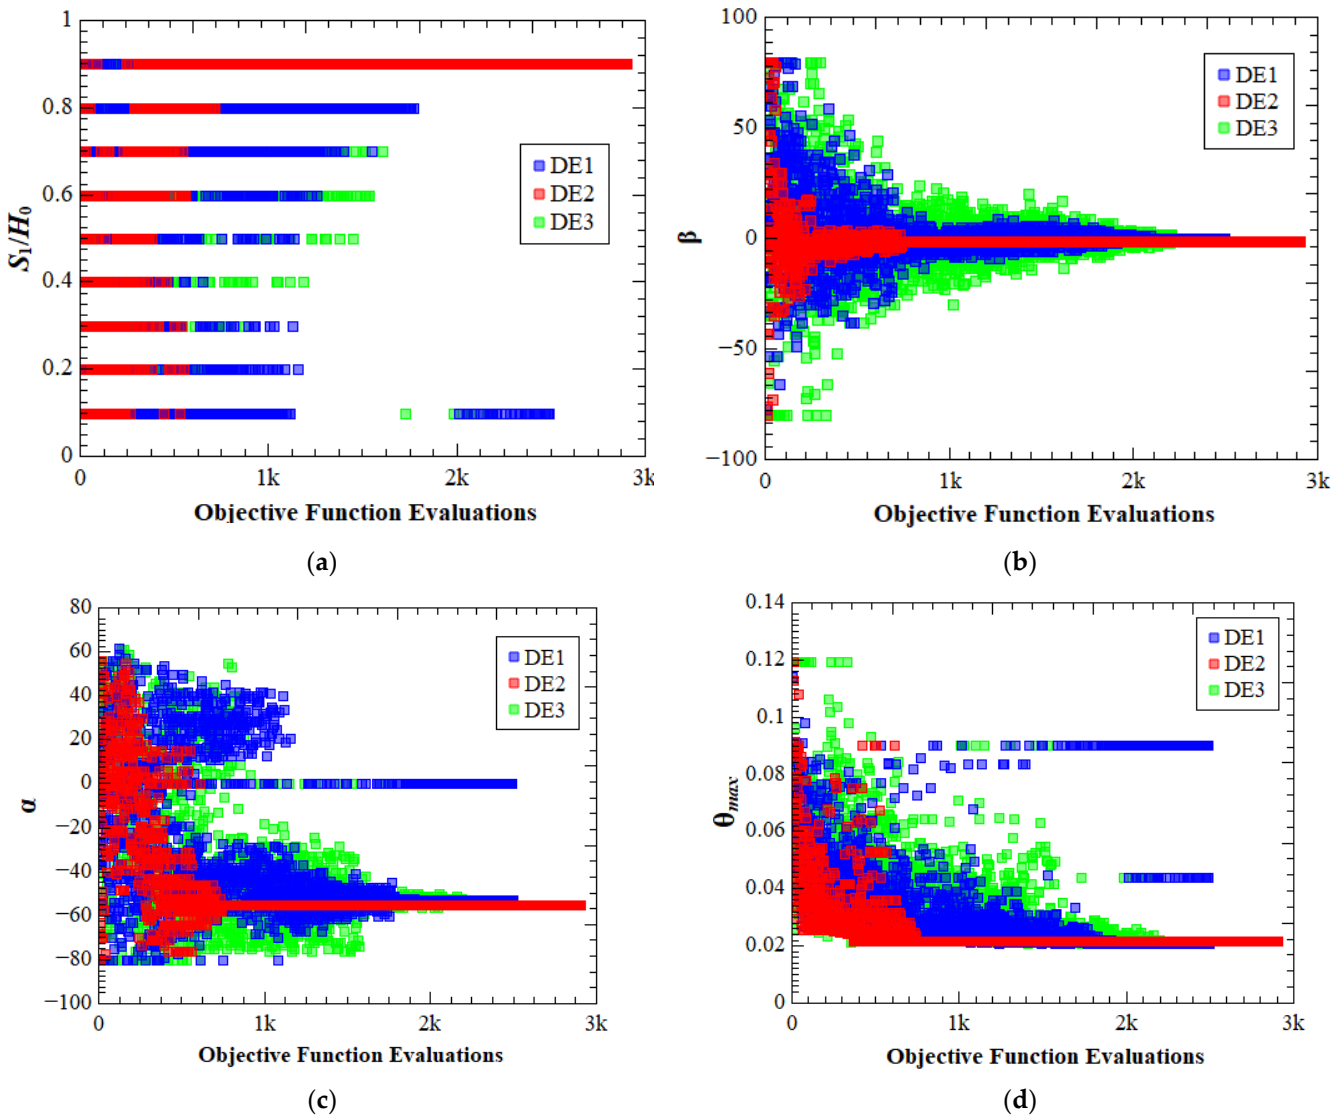 1
0.8
0.6
0.4
0.2
0
S1/H0
0
1k
2k
3k
Objective Function Evaluations
DE1
DE2
DE3
(a)
100
50
0
−50
−100
β
0
1k
2k
3k
Objective Function Evaluations
DE1
DE2
DE3
(b)
80
60
40
20
0
−20
−40
−60
−80
−100
α
0
1k
2k
3k
Objective Function Evaluations
DE1
DE2
DE3
(c)
0.14
0.12
0.1
0.08
0.06
0.04
0.02
0
θmax
0
1k
2k
3k
Objective Function Evaluations
DE1
DE2
DE3
(d)